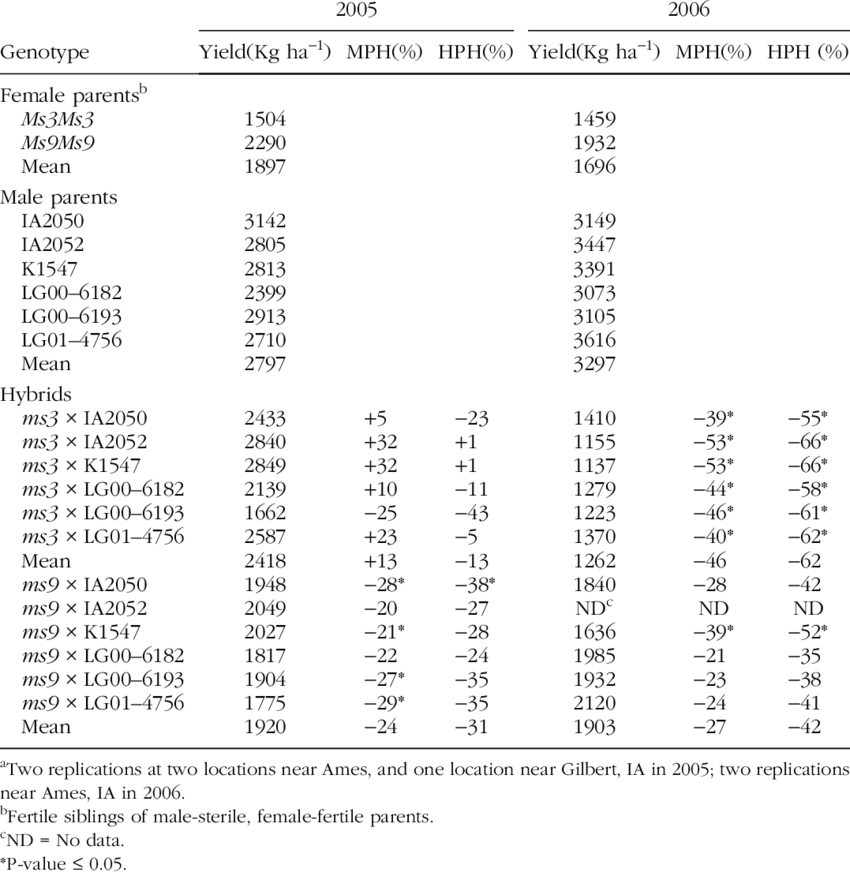 2005 2006
Genotype Yield(Kg ha⁻¹) MPH(%) HPH(%) Yield(Kg ha⁻¹) MPH(%) HPH (%)
Female parentsᵇ
Ms3Ms3 1504 1459
Ms9Ms9 2290 1932
Mean 1897 1696
Male parents
IA2050 3142 3149
IA2052 2805 3447
K1547 2813 3391
LG00–6182 2399 3073
LG00–6193 2913 3105
LG01–4756 2710 3616
Mean 2797 3297
Hybrids
ms3 × IA2050 2433 +5 −23 1410 −39* −55*
ms3 × IA2052 2840 +32 +1 1155 −53* −66*
ms3 × K1547 2849 +32 +1 1137 −53* −66*
ms3 × LG00–6182 2139 +10 −11 1279 −44* −58*
ms3 × LG00–6193 1662 −25 −43 1223 −46* −61*
ms3 × LG01–4756 2587 +23 −5 1370 −40* −62*
Mean 2418 +13 −13 1262 −46 −62
ms9 × IA2050 1948 −28* −38* 1840 −28 −42
ms9 × IA2052 2049 −20 −27 NDᶜ ND ND
ms9 × K1547 2027 −21* −28 1636 −39* −52*
ms9 × LG00–6182 1817 −22 −24 1985 −21 −35
ms9 × LG00–6193 1904 −27* −35 1932 −23 −38
ms9 × LG01–4756 1775 −29* −35 2120 −24 −41
Mean 1920 −24 −31 1903 −27 −42
ᵃTwo replications at two locations near Ames, and one location near Gilbert, IA in 2005; two replications
near Ames, IA in 2006.
ᵇFertile siblings of male-sterile, female-fertile parents.
ᶜND = No data.
*P-value ≤ 0.05.